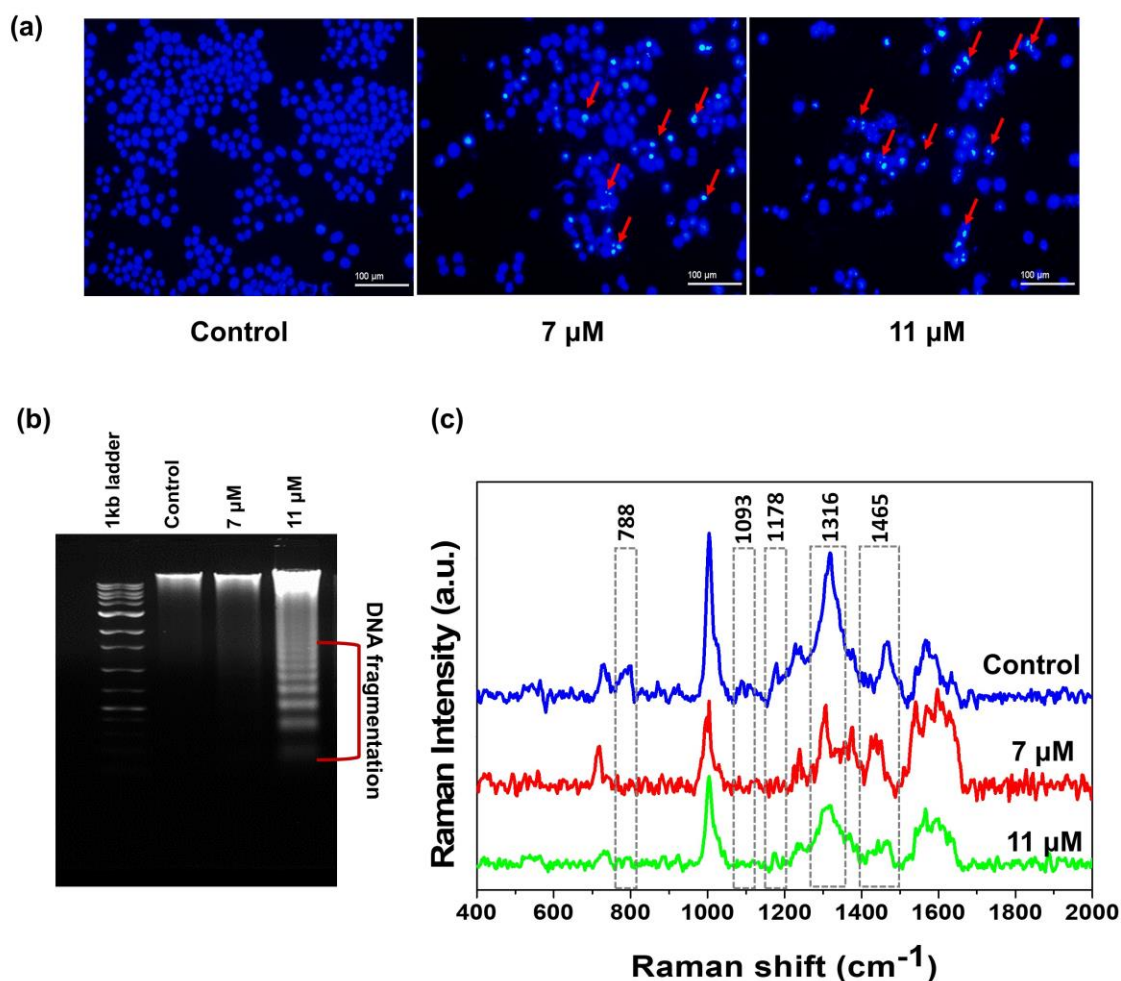 (a)
100 µm
100 µm
100 µm
Control
7 µM
11 µM
(b)
1kb ladder
Control
7 µM
11 µM
DNA fragmentation
(c)
788
1093
1178
1316
1465
Control
7 µM
11 µM
Raman Intensity (a.u.)
400 600 800 1000 1200 1400 1600 1800 2000
Raman shift (cm⁻¹)